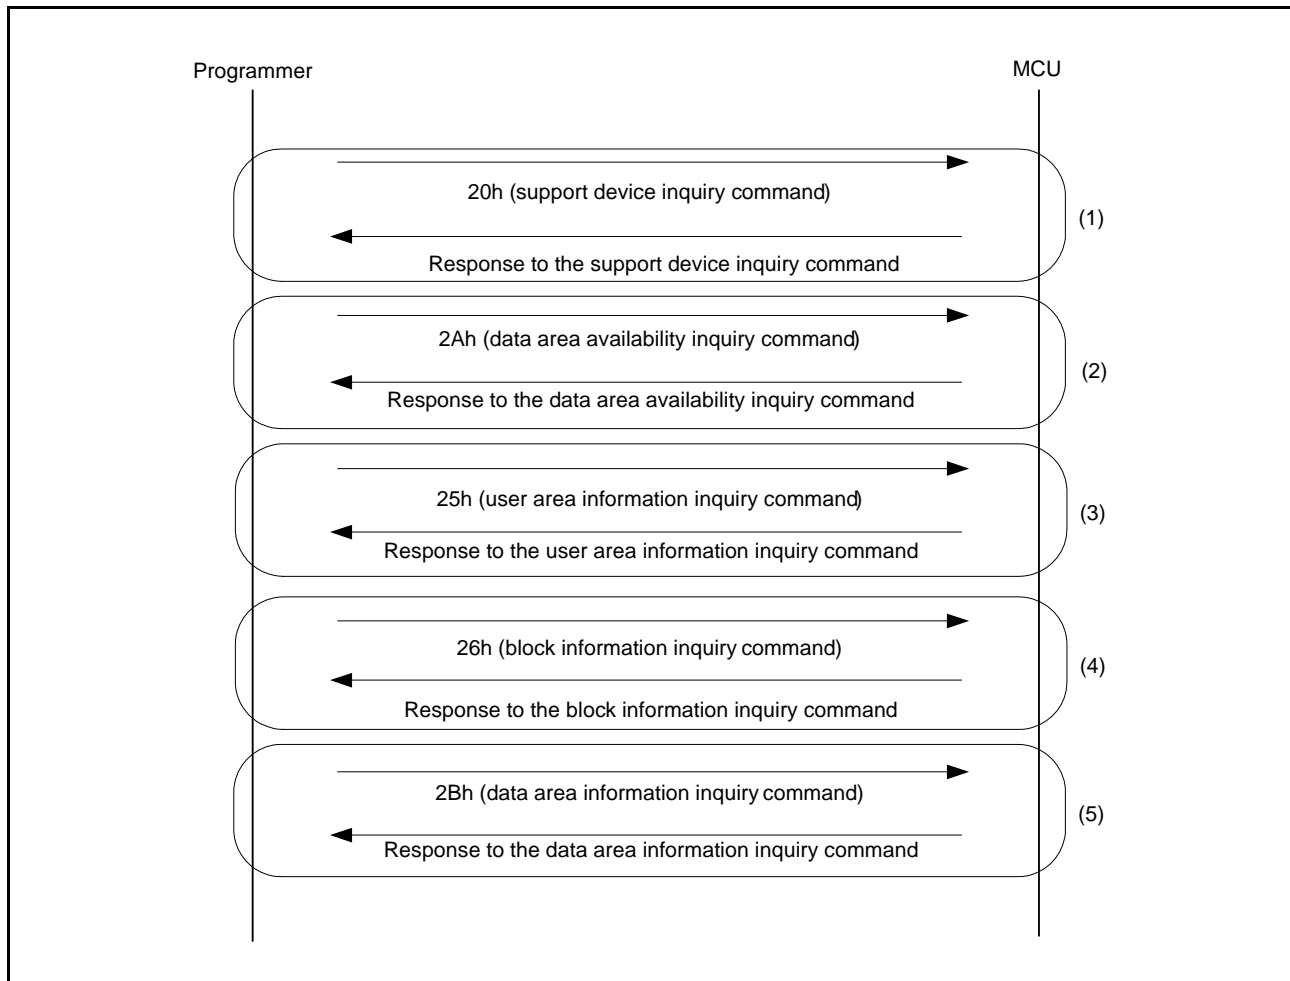 Programmer
MCU
20h (support device inquiry command)
Response to the support device inquiry command
(1)
2Ah (data area availability inquiry command)
Response to the data area availability inquiry command
(2)
25h (user area information inquiry command)
Response to the user area information inquiry command
(3)
26h (block information inquiry command)
Response to the block information inquiry command
(4)
2Bh (data area information inquiry command)
Response to the data area information inquiry command
(5)